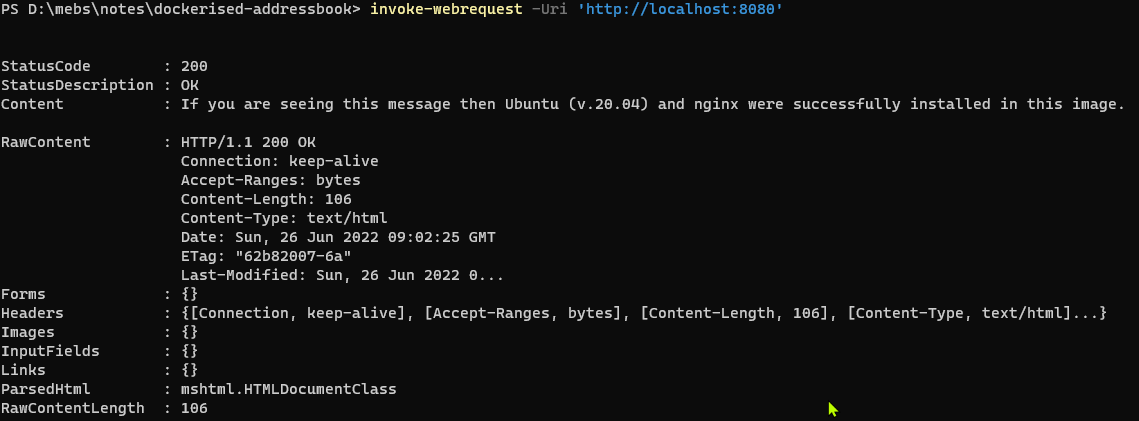 PS D:\mebs\notes\dockerised-addressbook> invoke-webrequest -Uri 'http://localhost:8080'
StatusCode        : 200
StatusDescription : OK
Content           : If you are seeing this message then Ubuntu (v.20.04) and nginx were successfully installed in this image.
RawContent        : HTTP/1.1 200 OK
                    Connection: keep-alive
                    Accept-Ranges: bytes
                    Content-Length: 106
                    Content-Type: text/html
                    Date: Sun, 26 Jun 2022 09:02:25 GMT
                    ETag: "62b82007-6a"
                    Last-Modified: Sun, 26 Jun 2022 0...
Forms             : {}
Headers           : {[Connection, keep-alive], [Accept-Ranges, bytes], [Content-Length, 106], [Content-Type, text/html]...}
Images            : {}
InputFields       : {}
Links             : {}
ParsedHtml        : mshtml.HTMLDocumentClass
RawContentLength  : 106